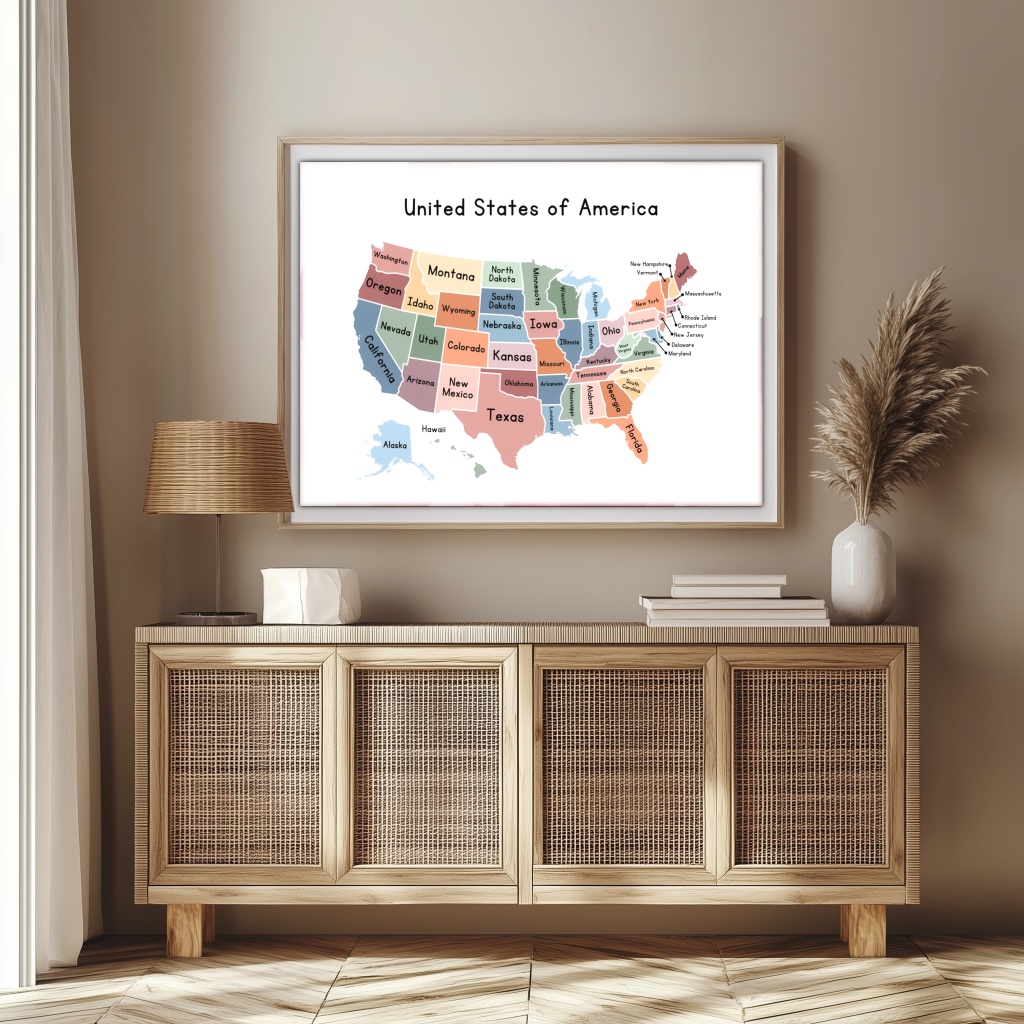 United States of America
Washington
Oregon
Montana
Idaho
Wyoming
North
Dakota
South
Dakota
Nebraska
Minnesota
Wisconsin
Michigan
Iowa
Nevada
Utah
Colorado
Kansas
California
Arizona
New
Mexico
Texas
Oklahoma
Missouri
Arkansas
Louisiana
Illinois
Indiana
Ohio
Kentucky
Tennessee
Mississippi
Alabama
Georgia
Florida
South
Carolina
North Carolina
Virginia
West
Virginia
Pennsylvania
New York
Maine
New Hampshire
Vermont
Massachusetts
Rhode Island
Connecticut
New Jersey
Delaware
Maryland
Hawaii
Alaska